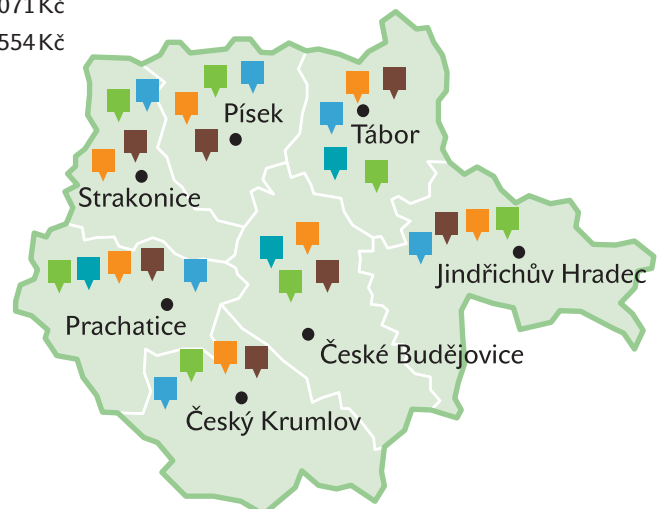 071 Kč
554 Kč
Písek
Tábor
Strakonice
Jindřichův Hradec
Prachatice
České Budějovice
Český Krumlov